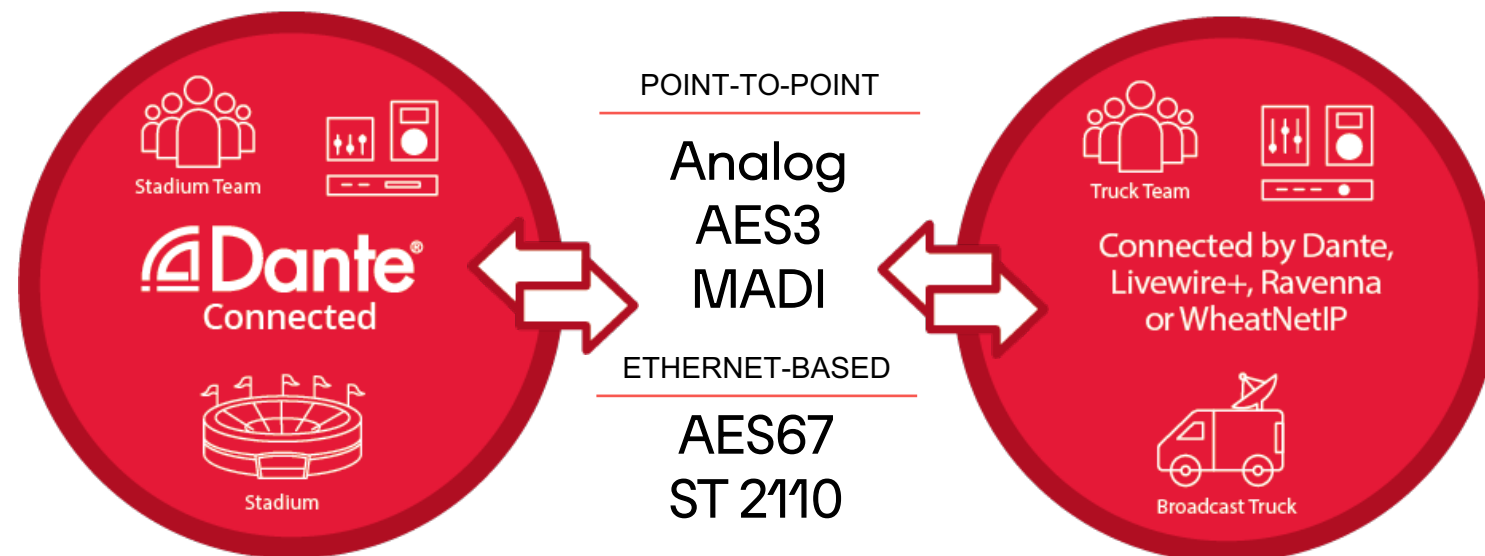 Stadium Team
Dante®
Connected
Stadium
POINT-TO-POINT
Analog
AES3
MADI
ETHERNET-BASED
AES67
ST 2110
Truck Team
Connected by Dante,
Livewire+, Ravenna
or WheatNetIP
Broadcast Truck